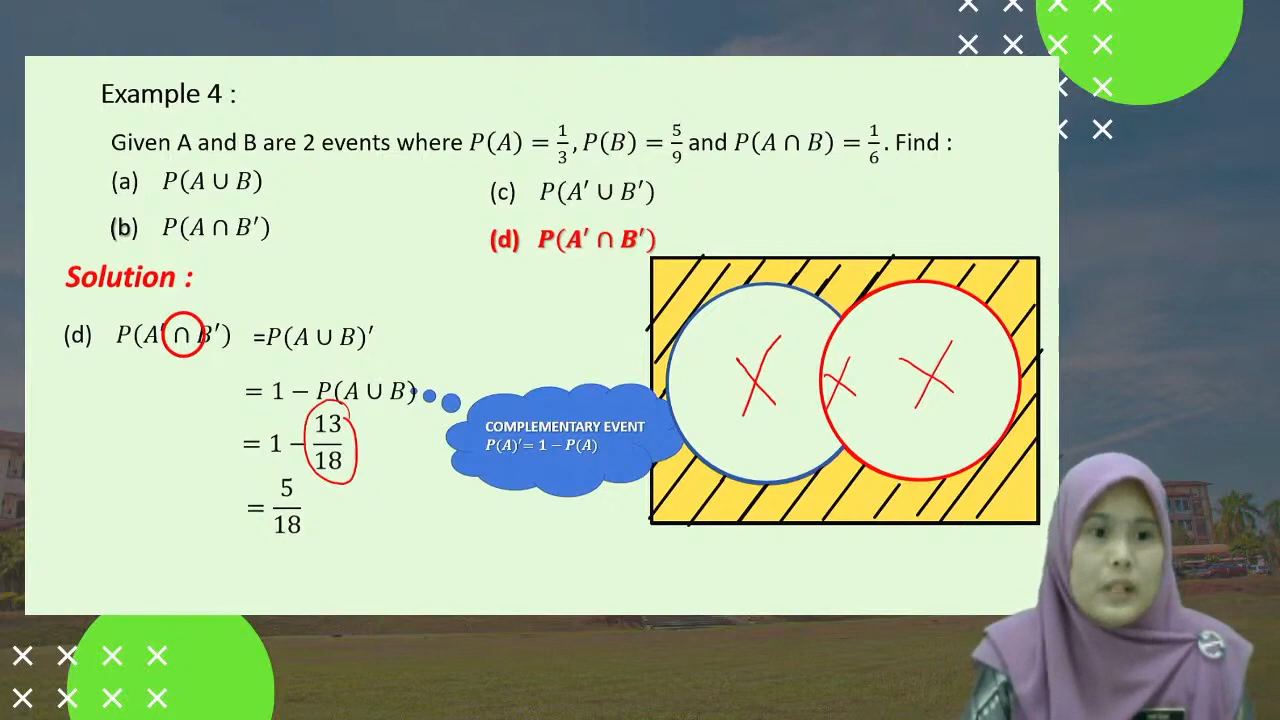 Example 4 :
Given A and B are 2 events where P(A) = 1/3, P(B) = 5/9 and P(A ∩ B) = 1/6. Find :
(a) P(A ∪ B)
(b) P(A ∩ B′)
(c) P(A′ ∪ B′)
(d) P(A′ ∩ B′)
Solution :
(d) P(A′ ∩ B′) =P(A ∪ B)′
= 1 − P(A ∪ B)
= 1 − 13/18
= 5/18
COMPLEMENTARY EVENT
P(A)′= 1 − P(A)